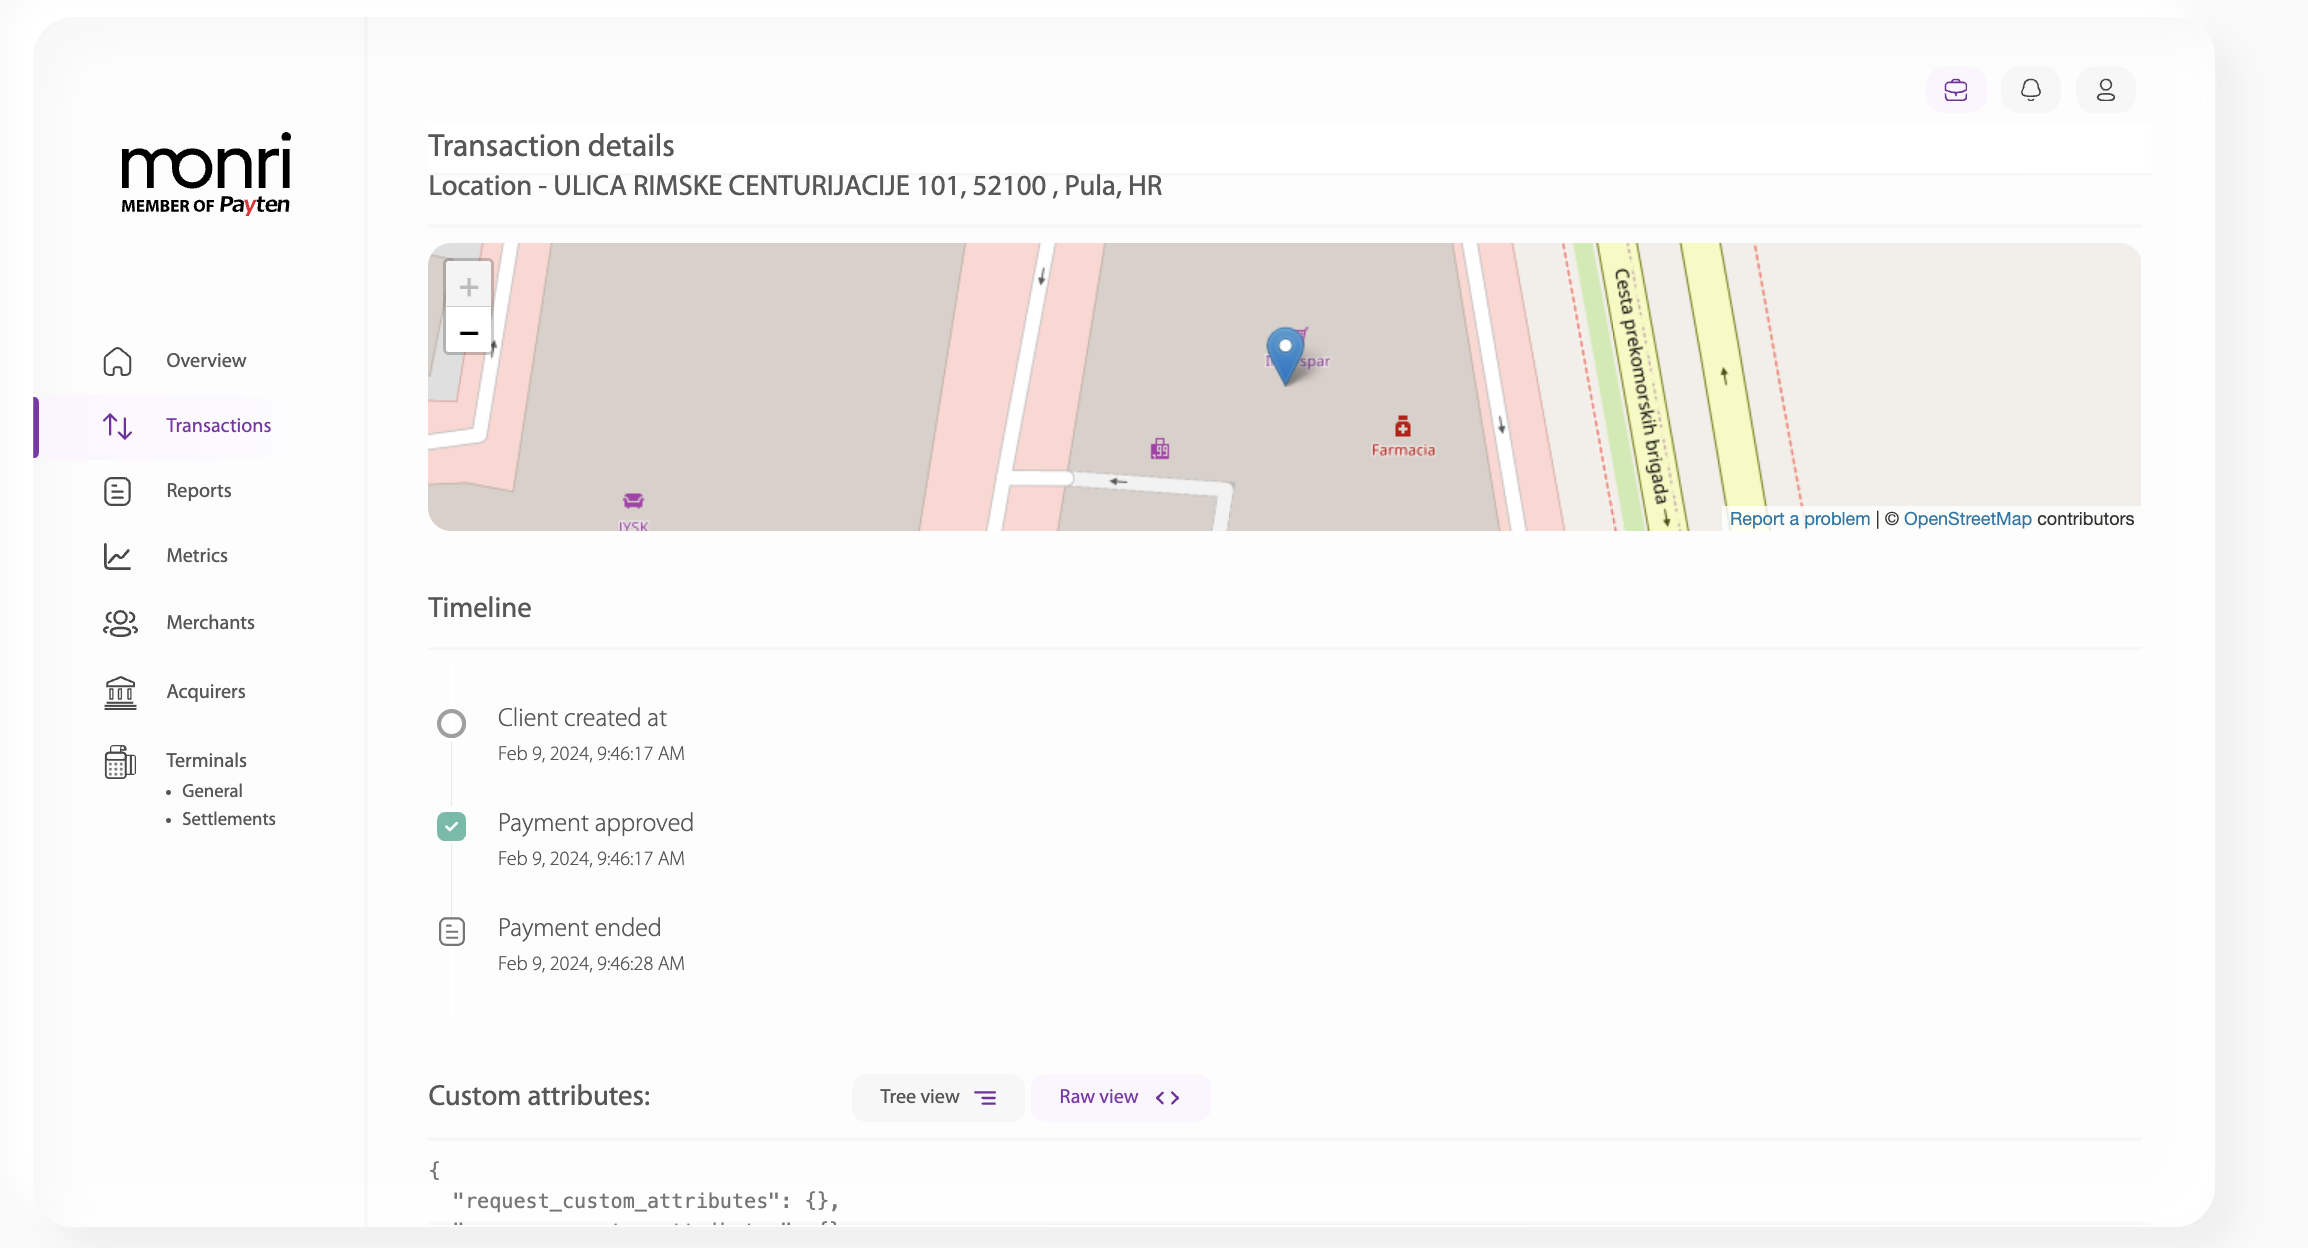 monri
MEMBER OF Payten
Overview
Transactions
Reports
Metrics
Merchants
Acquirers
Terminals
• General
• Settlements
Transaction details
Location - ULICA RIMSKE CENTURIJACIJE 101, 52100 , Pula, HR
+
−
spar
Farmacia
JYSK
Cesta prekomorskih brigada
Report a problem | © OpenStreetMap contributors
Timeline
Client created at
Feb 9, 2024, 9:46:17 AM
Payment approved
Feb 9, 2024, 9:46:17 AM
Payment ended
Feb 9, 2024, 9:46:28 AM
Custom attributes:
Tree view
Raw view
{
"request_custom_attributes": {},